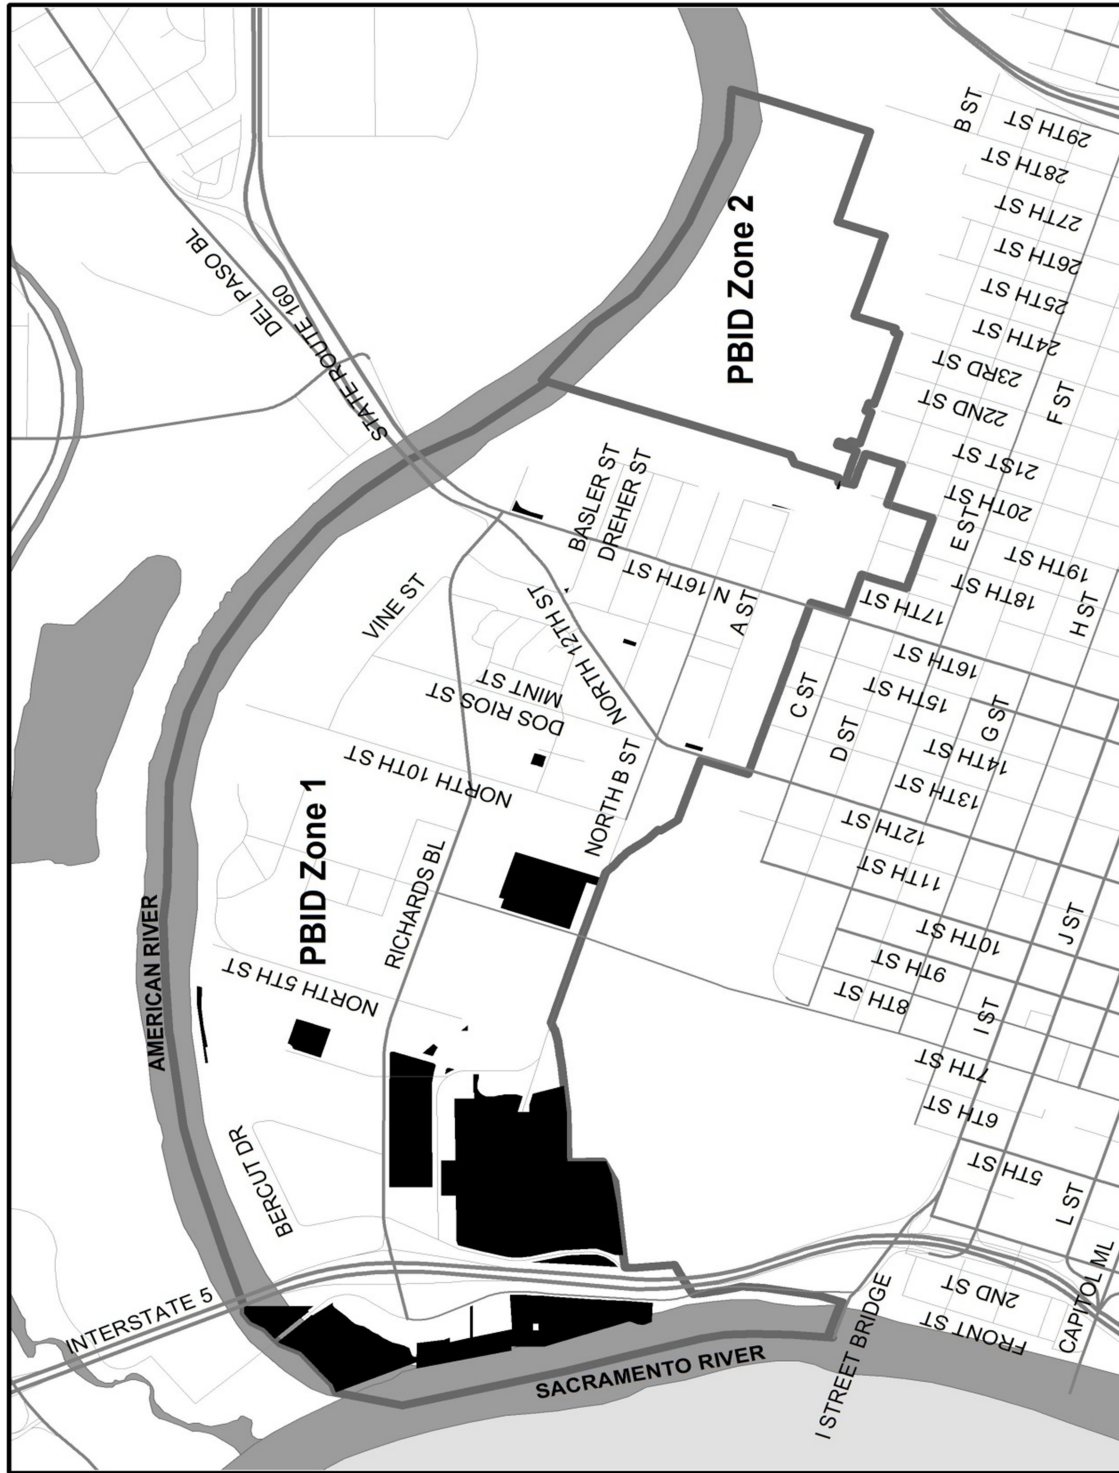 DEL PASO BL
STATE ROUTE 160
AMERICAN RIVER
PBID Zone 1
PBID Zone 2
VINE ST
BASLER ST
DREHER ST
N 16TH ST
NORTH 12TH ST
MINT ST
DOS RIOS ST
NORTH 10TH ST
NORTH B ST
RICHARDS BL
NORTH 5TH ST
BERCUT DR
INTERSTATE 5
SACRAMENTO RIVER
I STREET BRIDGE
A ST
B ST
C ST
D ST
E ST
F ST
G ST
H ST
I ST
J ST
L ST
CAPITOL ML
FRONT ST
2ND ST
5TH ST
6TH ST
7TH ST
8TH ST
9TH ST
10TH ST
11TH ST
12TH ST
13TH ST
14TH ST
15TH ST
16TH ST
17TH ST
18TH ST
19TH ST
20TH ST
21ST ST
22ND ST
23RD ST
24TH ST
25TH ST
26TH ST
27TH ST
28TH ST
29TH ST